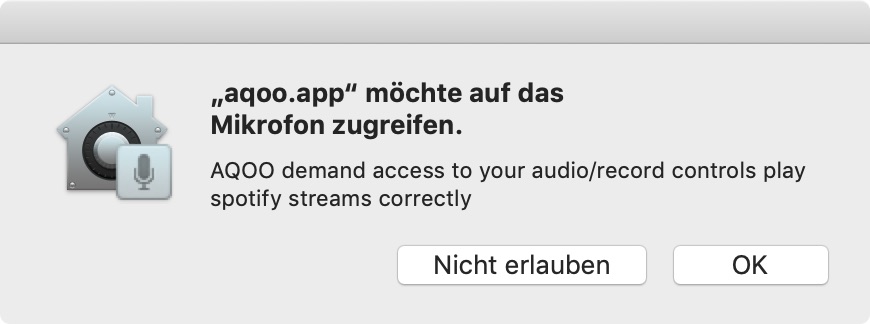 „aqoo.app“ möchte auf das
Mikrofon zugreifen.
AQOO demand access to your audio/record controls play
spotify streams correctly
Nicht erlauben
OK